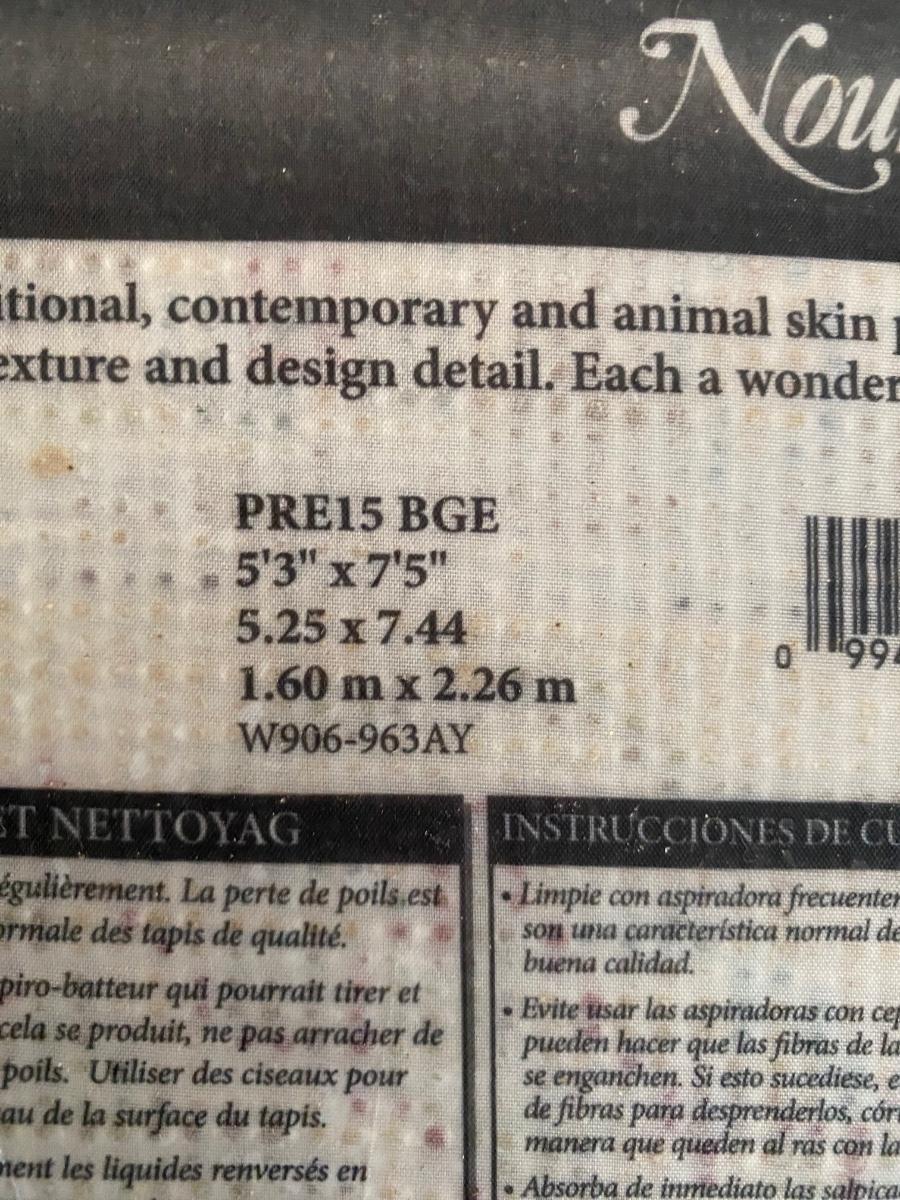 Nou
itional, contemporary and animal skin
exture and design detail. Each a wonder
PRE15 BGE
5'3" x 7'5"
5.25 x 7.44
1.60 m x 2.26 m
W906-963AY
0 994
ET NETTOYAG
égulièrement. La perte de poils est
ormale des tapis de qualité.
piro-batteur qui pourrait tirer et
cela se produit, ne pas arracher de
poils. Utiliser des ciseaux pour
au de la surface du tapis.
ment les liquides renversés en
INSTRUCCIONES DE CU
• Limpie con aspiradora frecuentem
son una característica normal de
buena calidad.
• Evite usar las aspiradoras con cep
pueden hacer que las fibras de la
se enganchen. Si esto sucediese, e
de fibras para desprenderlos, cór
manera que queden al ras con la
• Absorba de inmediato las salpica